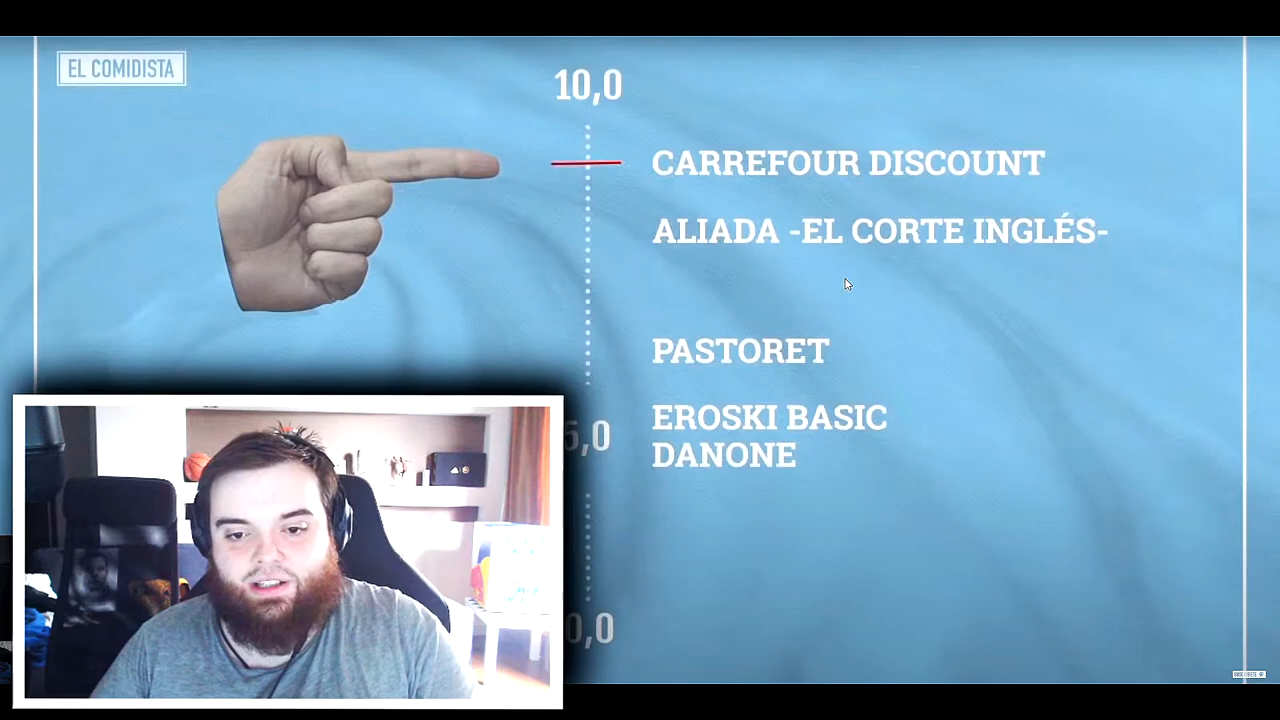 EL COMIDISTA
10,0
CARREFOUR DISCOUNT
ALIADA -EL CORTE INGLÉS-
PASTORET
EROSKI BASIC
5,0
DANONE
0,0